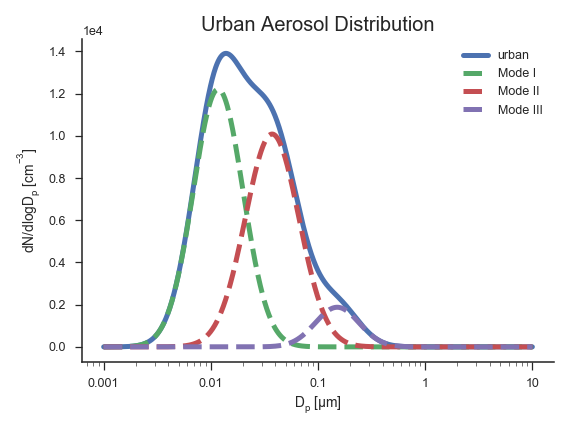 Urban Aerosol Distribution
1e4
1.4
1.2
1.0
0.8
0.6
0.4
0.2
0.0
dN/dlogDp [cm−3]
urban
Mode I
Mode II
Mode III
0.001 0.01 0.1 1 10
Dp [µm]